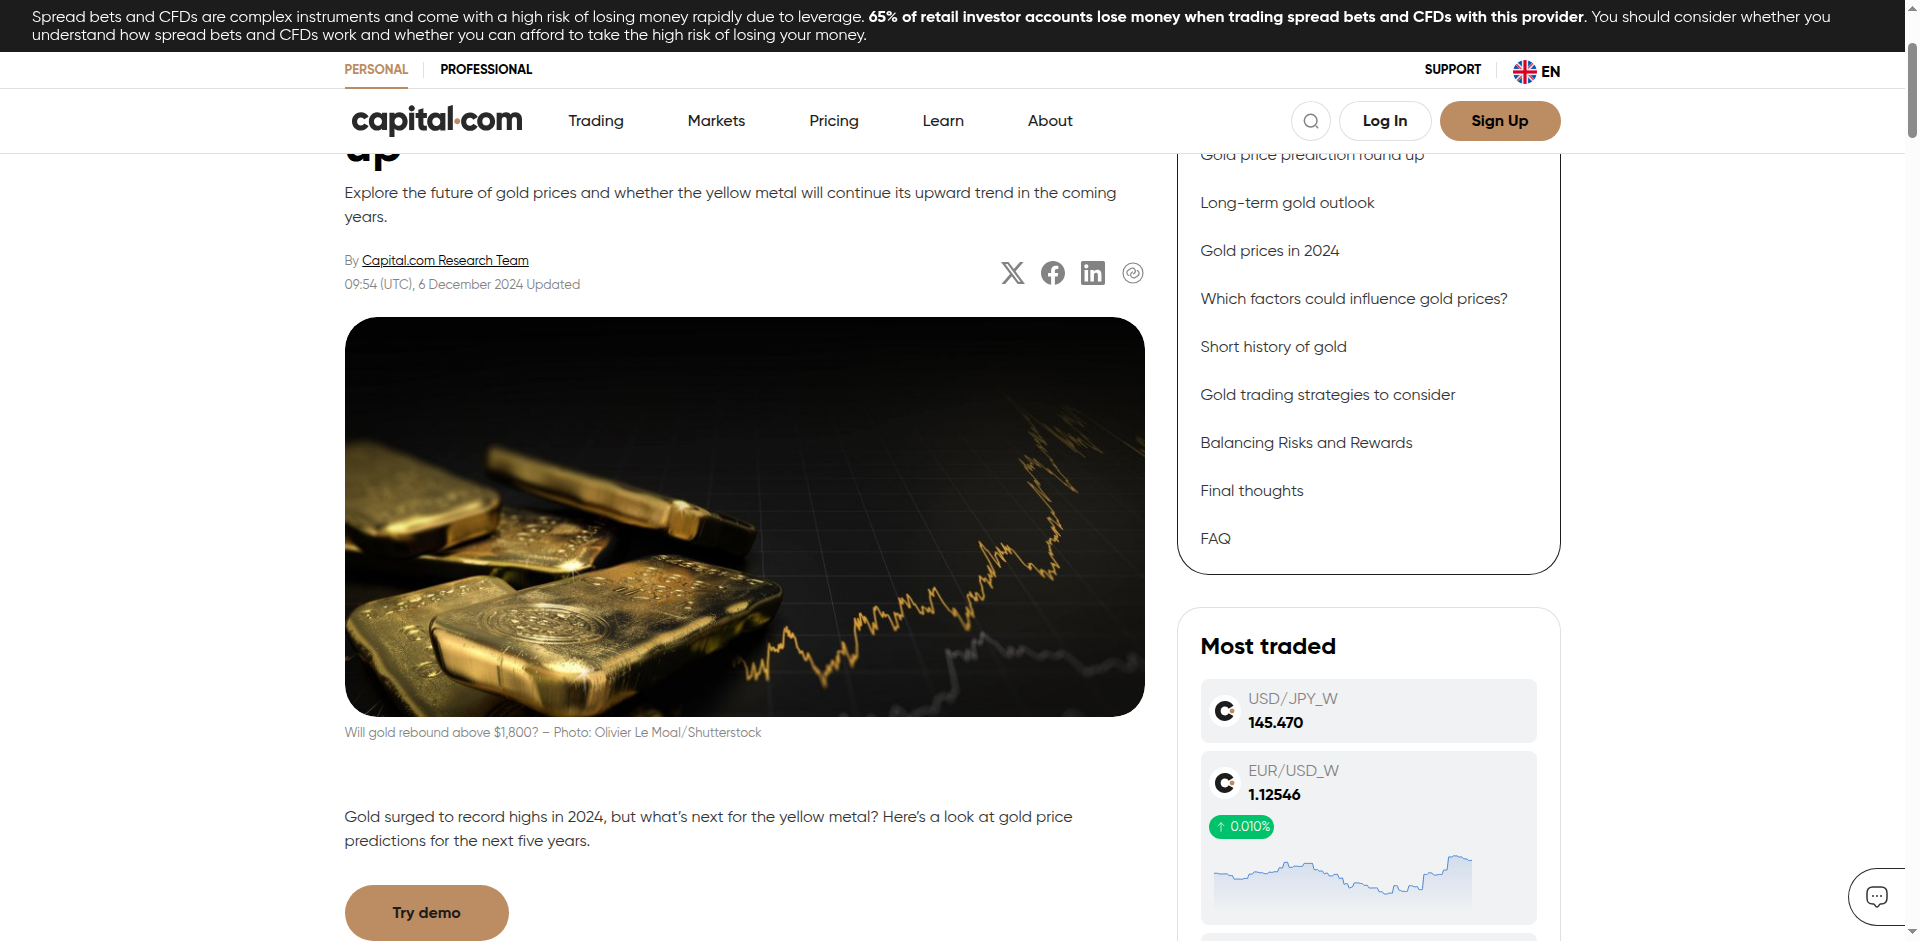 Spread bets and CFDs are complex instruments and come with a high risk of losing money rapidly due to leverage. 65% of retail investor accounts lose money when trading spread bets and CFDs with this provider. You should consider whether you
understand how spread bets and CFDs work and whether you can afford to take the high risk of losing your money.
PERSONAL
PROFESSIONAL
SUPPORT
EN
capital.com
Trading
Markets
Pricing
Learn
About
Log In
Sign Up
up
Explore the future of gold prices and whether the yellow metal will continue its upward trend in the coming
years.
By Capital.com Research Team
09:54 (UTC), 6 December 2024 Updated
Will gold rebound above $1,800? – Photo: Olivier Le Moal/Shutterstock
Gold surged to record highs in 2024, but what’s next for the yellow metal? Here’s a look at gold price
predictions for the next five years.
Try demo
Gold price prediction round up
Long-term gold outlook
Gold prices in 2024
Which factors could influence gold prices?
Short history of gold
Gold trading strategies to consider
Balancing Risks and Rewards
Final thoughts
FAQ
Most traded
USD/JPY_W
145.470
EUR/USD_W
1.12546
↑ 0.010%